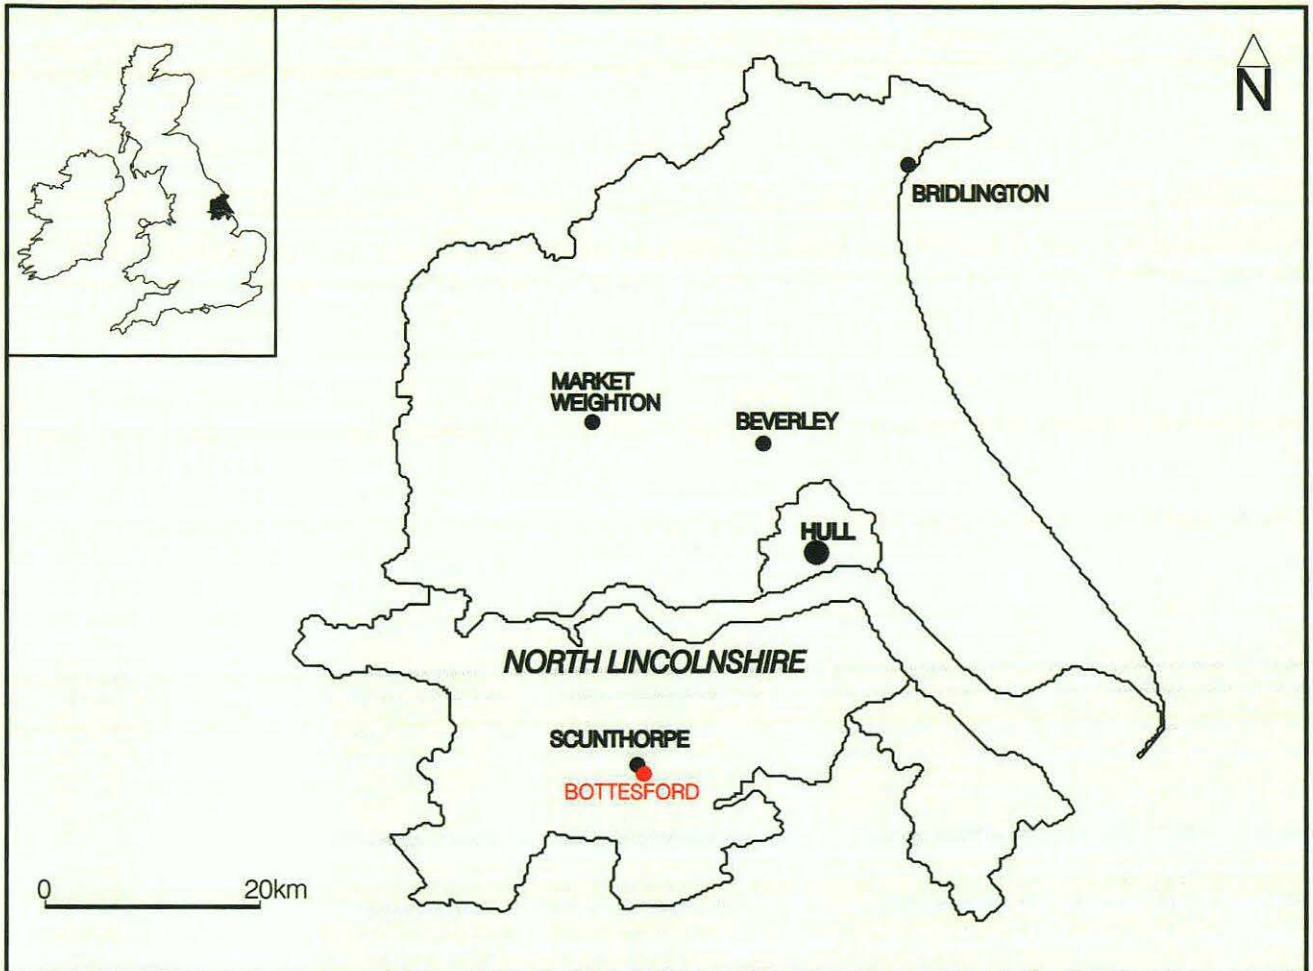 N
BRIDLINGTON
MARKET
WEIGHTON
BEVERLEY
HULL
NORTH LINCOLNSHIRE
SCUNTHORPE
BOTTESFORD
0 20km